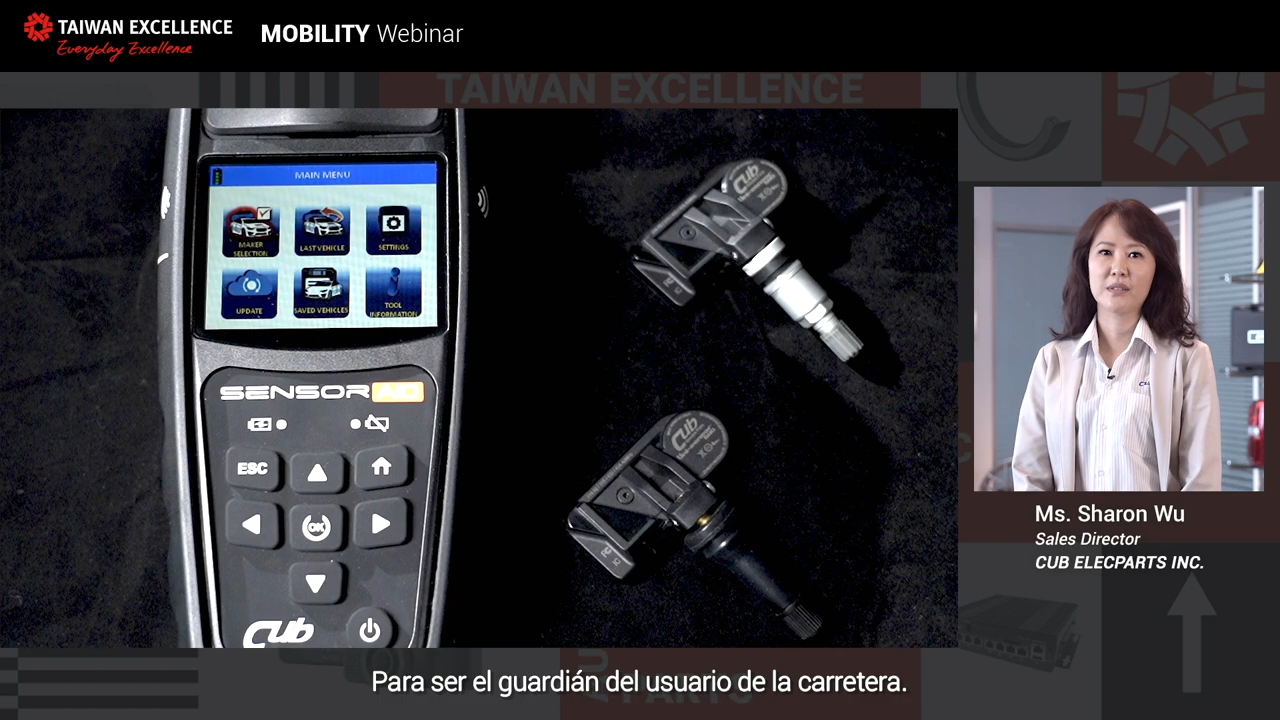 TAIWAN EXCELLENCE
Everyday Excellence
MOBILITY Webinar
TAIWAN EXCELLENCE
MAIN MENU
MAKER SELECTION
LAST VEHICLE
SETTINGS
UPDATE
SAVED VEHICLES
TOOL INFORMATION
SENSOR AID
ESC
OK
Cub
Cub
Cub
Ms. Sharon Wu
Sales Director
CUB ELECPARTS INC.
PARTS
Para ser el guardián del usuario de la carretera.